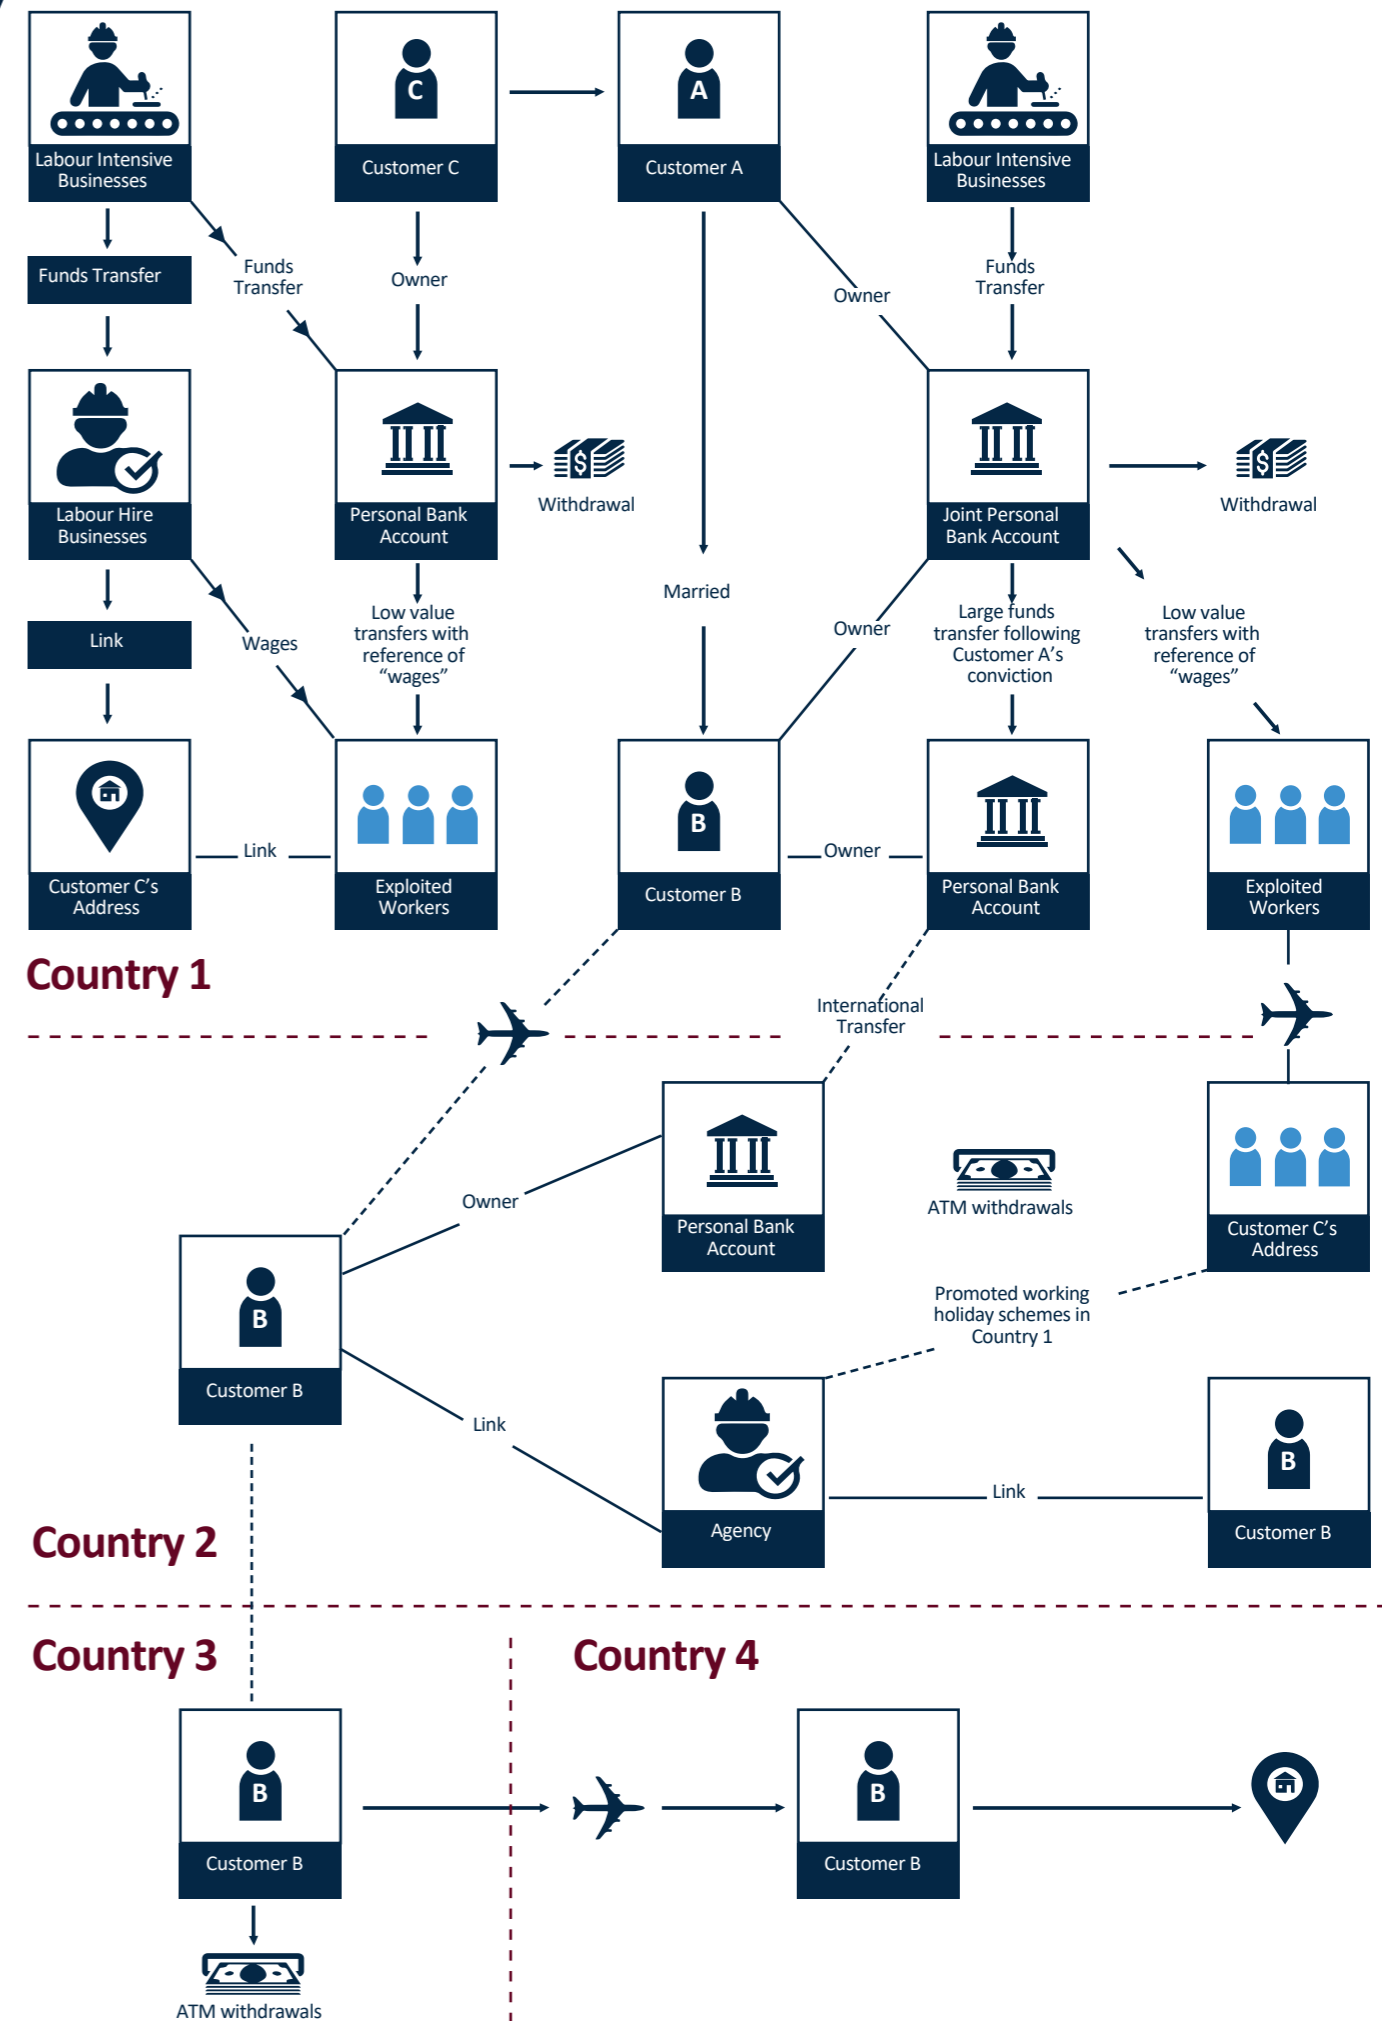 C
A
Labour Intensive
Businesses
Customer C
Customer A
Labour Intensive
Businesses
Funds Transfer
Funds
Transfer
Owner
Owner
Funds
Transfer
Labour Hire
Businesses
Personal Bank
Account
Withdrawal
Joint Personal
Bank Account
Withdrawal
Married
Link
Wages
Low value
transfers with
reference of
“wages”
Owner
Large funds
transfer following
Customer A’s
conviction
Low value
transfers with
reference of
“wages”
B
Link
Owner
Customer C’s
Address
Exploited
Workers
Customer B
Personal Bank
Account
Exploited
Workers
Country 1
International
Transfer
Owner
Personal Bank
Account
ATM withdrawals
Customer C’s
Address
B
Customer B
Promoted working
holiday schemes in
Country 1
Link
Agency
Link
B
Customer B
Country 2
Country 3
Country 4
B
Customer B
B
Customer B
ATM withdrawals
$
$